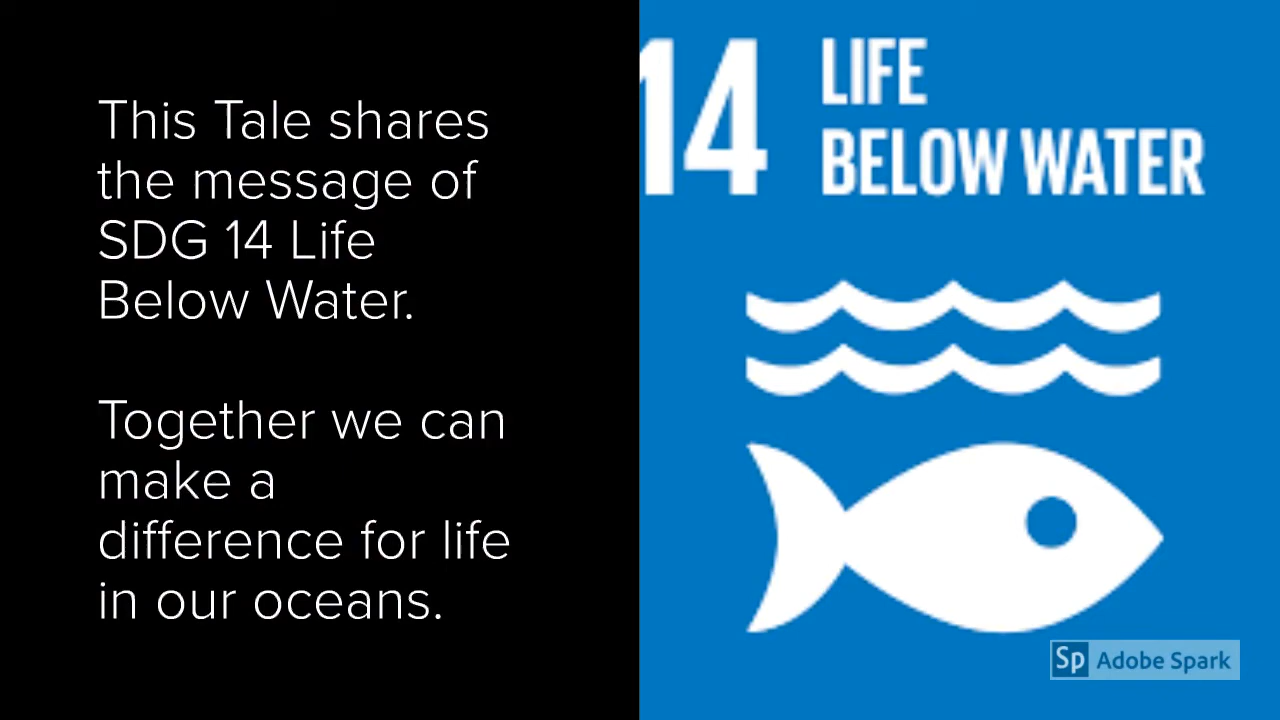 This Tale shares
the message of
SDG 14 Life
Below Water.
Together we can
make a
difference for life
in our oceans.
14 LIFE
BELOW WATER
Sp Adobe Spark